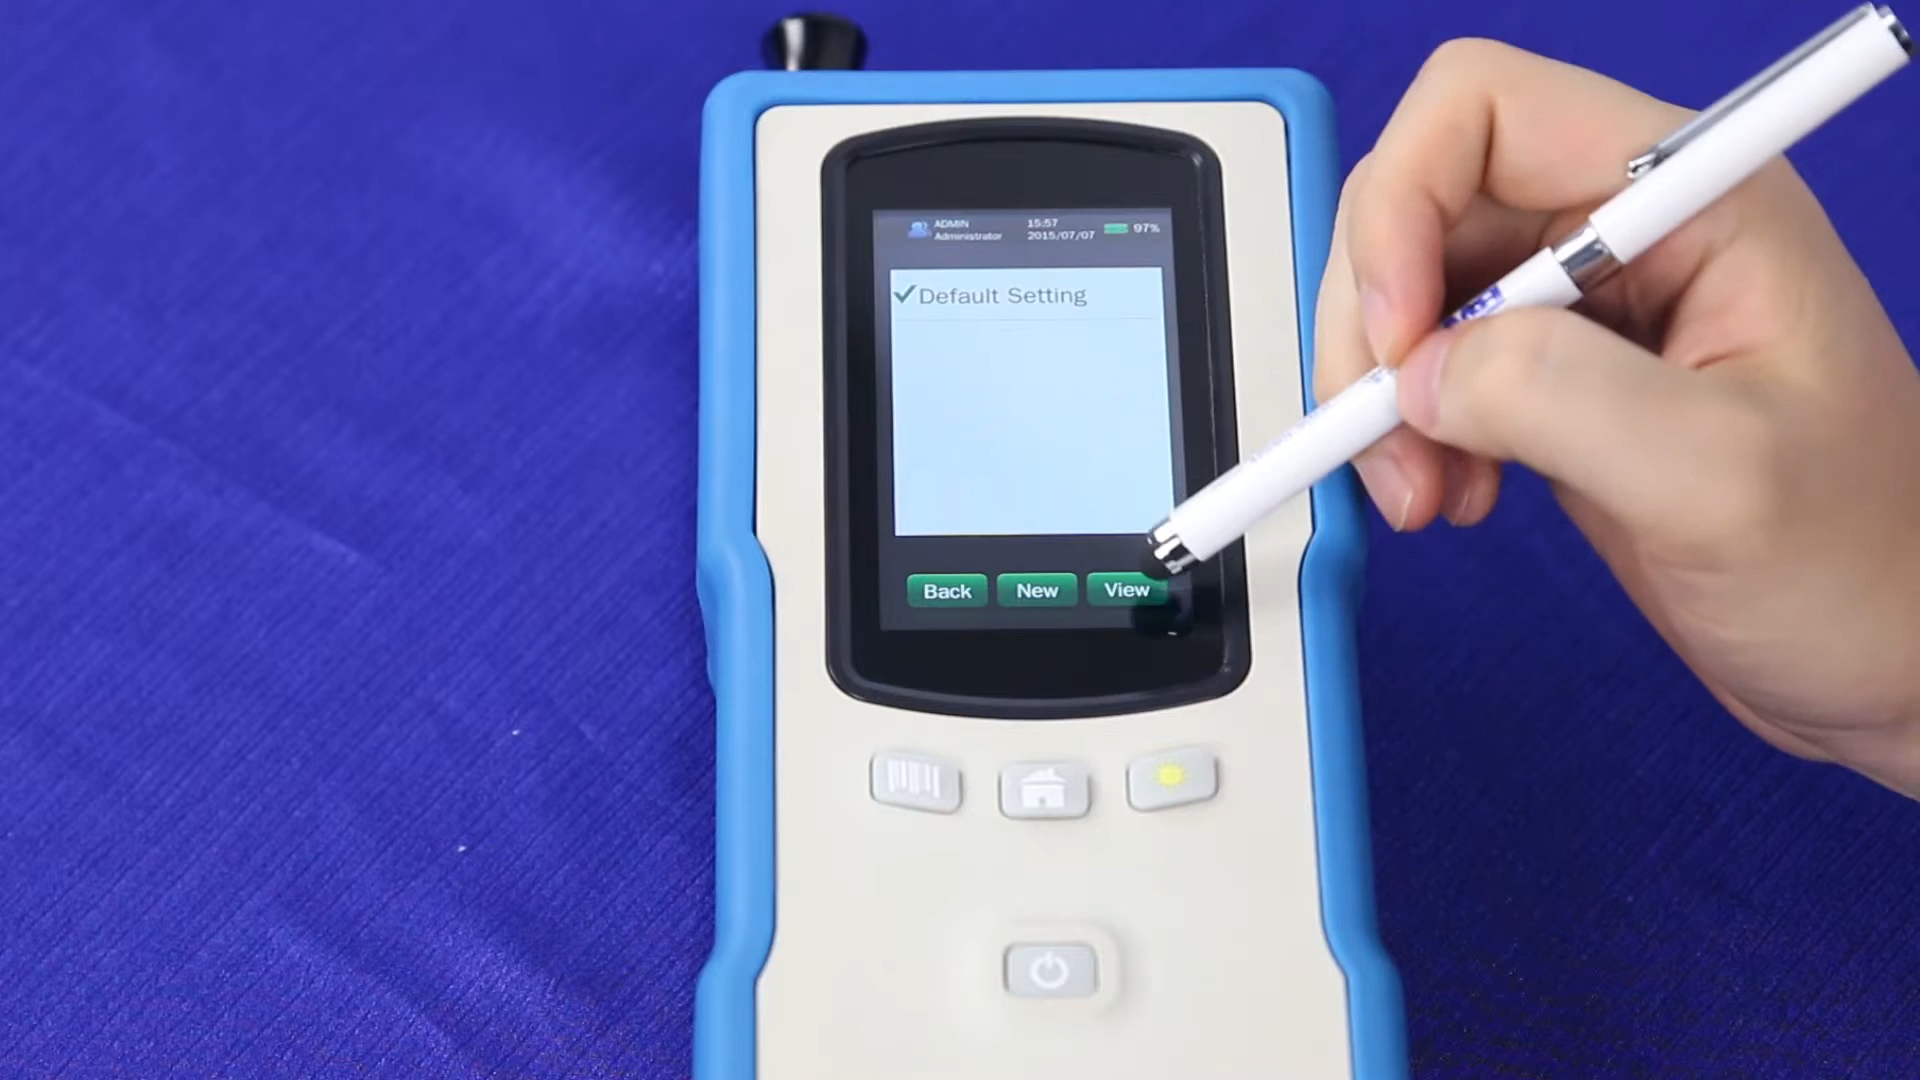 ADMIN
Administrator
15:57
2015/07/07
97%
Default Setting
Back New View